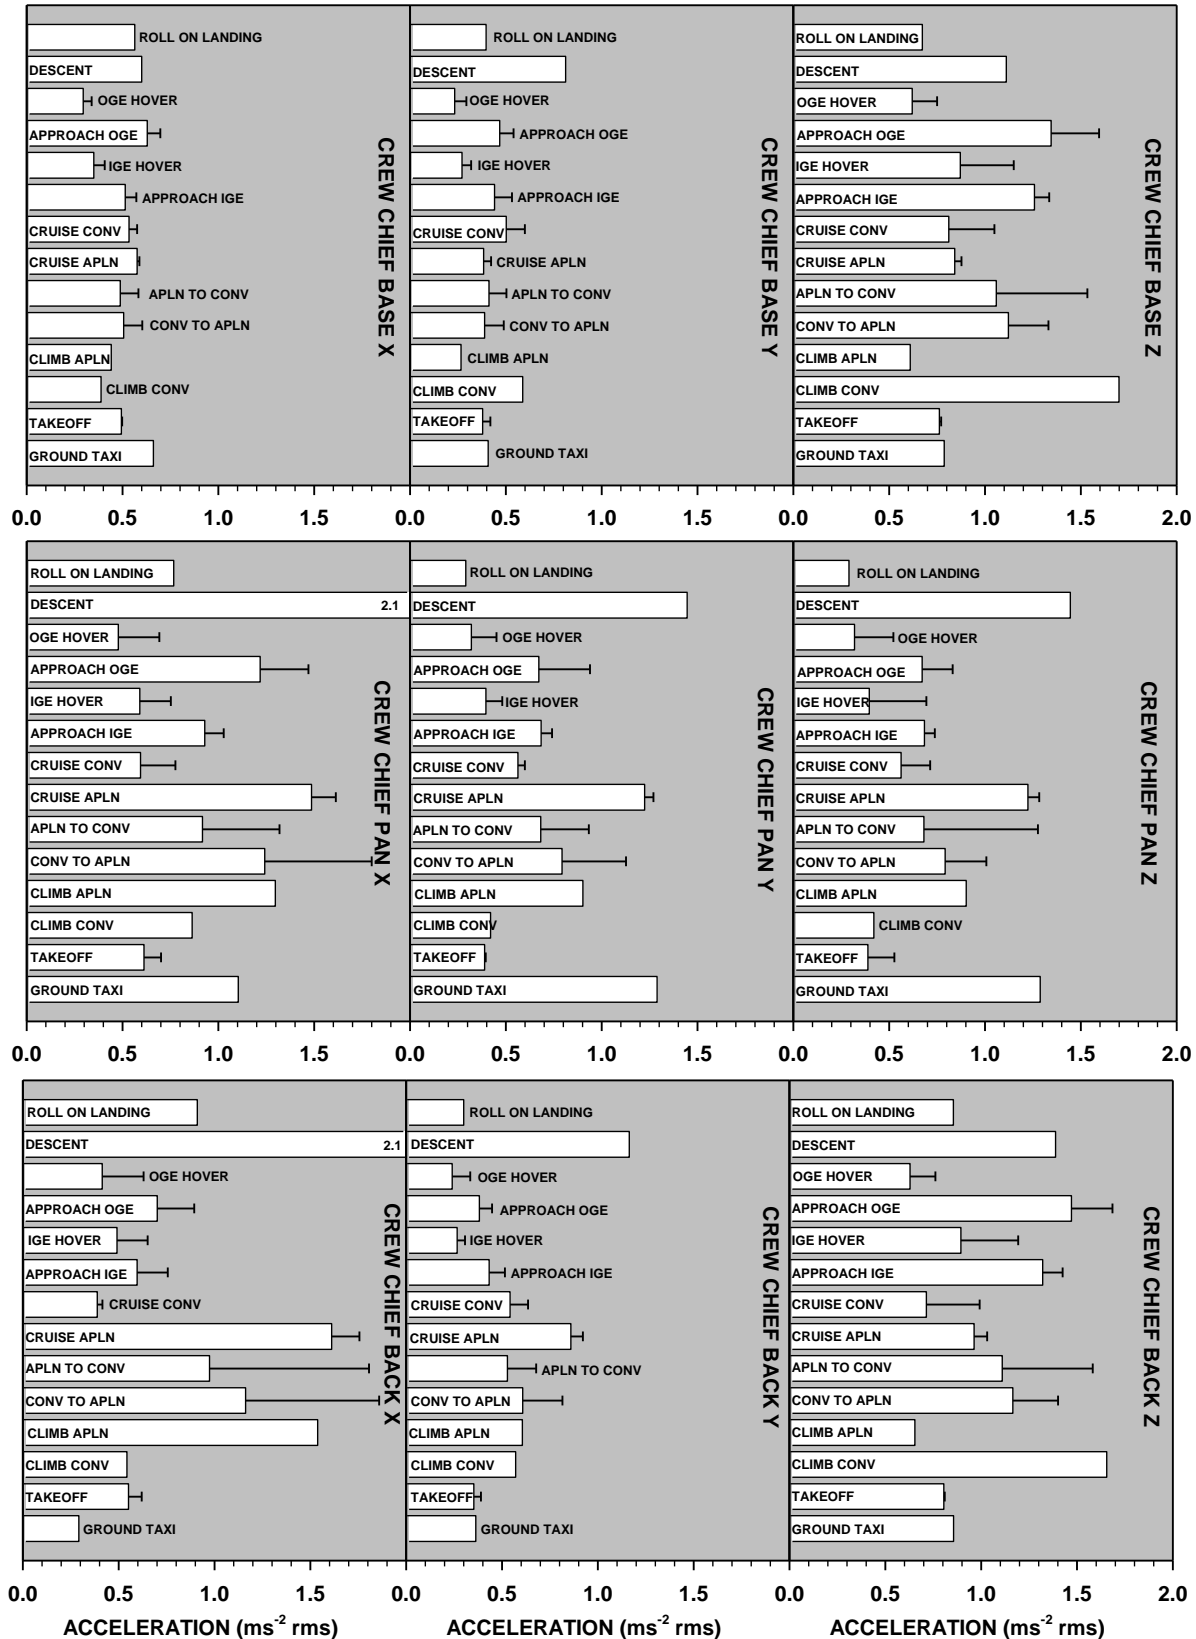 ROLL ON LANDING
DESCENT
OGE HOVER
APPROACH OGE
IGE HOVER
APPROACH IGE
CRUISE CONV
CRUISE APLN
APLN TO CONV
CONV TO APLN
CLIMB APLN
CLIMB CONV
TAKEOFF
GROUND TAXI
CREW CHIEF BASE X
ROLL ON LANDING
DESCENT
OGE HOVER
APPROACH OGE
IGE HOVER
APPROACH IGE
CRUISE CONV
CRUISE APLN
APLN TO CONV
CONV TO APLN
CLIMB APLN
CLIMB CONV
TAKEOFF
GROUND TAXI
CREW CHIEF BASE Y
ROLL ON LANDING
DESCENT
OGE HOVER
APPROACH OGE
IGE HOVER
APPROACH IGE
CRUISE CONV
CRUISE APLN
APLN TO CONV
CONV TO APLN
CLIMB APLN
CLIMB CONV
TAKEOFF
GROUND TAXI
CREW CHIEF BASE Z
0.0 0.5 1.0 1.5 0.0 0.5 1.0 1.5 0.0 0.5 1.0 1.5 2.0
ROLL ON LANDING
DESCENT 2.1
OGE HOVER
APPROACH OGE
IGE HOVER
APPROACH IGE
CRUISE CONV
CRUISE APLN
APLN TO CONV
CONV TO APLN
CLIMB APLN
CLIMB CONV
TAKEOFF
GROUND TAXI
CREW CHIEF PAN X
ROLL ON LANDING
DESCENT
OGE HOVER
APPROACH OGE
IGE HOVER
APPROACH IGE
CRUISE CONV
CRUISE APLN
APLN TO CONV
CONV TO APLN
CLIMB APLN
CLIMB CONV
TAKEOFF
GROUND TAXI
CREW CHIEF PAN Y
ROLL ON LANDING
DESCENT
OGE HOVER
APPROACH OGE
IGE HOVER
APPROACH IGE
CRUISE CONV
CRUISE APLN
APLN TO CONV
CONV TO APLN
CLIMB APLN
CLIMB CONV
TAKEOFF
GROUND TAXI
CREW CHIEF PAN Z
0.0 0.5 1.0 1.5 0.0 0.5 1.0 1.5 0.0 0.5 1.0 1.5 2.0
ROLL ON LANDING
DESCENT 2.1
OGE HOVER
APPROACH OGE
IGE HOVER
APPROACH IGE
CRUISE CONV
CRUISE APLN
APLN TO CONV
CONV TO APLN
CLIMB APLN
CLIMB CONV
TAKEOFF
GROUND TAXI
CREW CHIEF BACK X
ROLL ON LANDING
DESCENT
OGE HOVER
APPROACH OGE
IGE HOVER
APPROACH IGE
CRUISE CONV
CRUISE APLN
APLN TO CONV
CONV TO APLN
CLIMB APLN
CLIMB CONV
TAKEOFF
GROUND TAXI
CREW CHIEF BACK Y
ROLL ON LANDING
DESCENT
OGE HOVER
APPROACH OGE
IGE HOVER
APPROACH IGE
CRUISE CONV
CRUISE APLN
APLN TO CONV
CONV TO APLN
CLIMB APLN
CLIMB CONV
TAKEOFF
GROUND TAXI
CREW CHIEF BACK Z
0.0 0.5 1.0 1.5 0.0 0.5 1.0 1.5 0.0 0.5 1.0 1.5 2.0
ACCELERATION (ms⁻² rms) ACCELERATION (ms⁻² rms) ACCELERATION (ms⁻² rms)